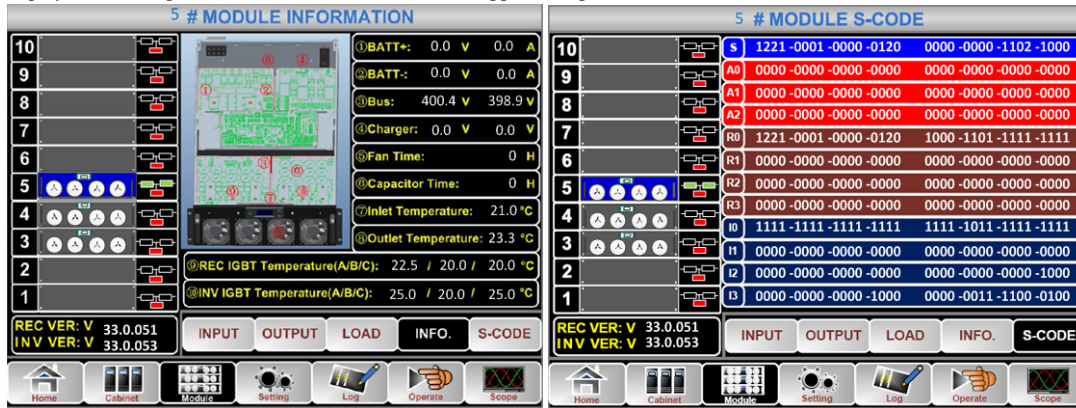 5 # MODULE INFORMATION
10
9
8
7
6
5
4
3
2
1
①BATT+: 0.0 V 0.0 A
②BATT-: 0.0 V 0.0 A
③Bus: 400.4 V 398.9 V
④Charger: 0.0 V 0.0 V
⑤Fan Time: 0 H
⑥Capacitor Time: 0 H
⑦Inlet Temperature: 21.0 °C
⑧Outlet Temperature: 23.3 °C
⑨REC IGBT Temperature(A/B/C): 22.5 / 20.0 / 20.0 °C
⑩INV IGBT Temperature(A/B/C): 25.0 / 20.0 / 25.0 °C
REC VER: V 33.0.051
INV VER: V 33.0.053
INPUT OUTPUT LOAD INFO. S-CODE
Home Cabinet Module Setting Log Operate Scope
5 # MODULE S-CODE
10
9
8
7
6
5
4
3
2
1
S 1221 -0001 -0000 -0120 0000 -0000 -1102 -1000
A0 0000 -0000 -0000 -0000 0000 -0000 -0000 -0000
A1 0000 -0000 -0000 -0000 0000 -0000 -0000 -0000
A2 0000 -0000 -0000 -0000 0000 -0000 -0000 -0000
R0 1221 -0001 -0000 -0120 1000 -1101 -1111 -1111
R1 0000 -0000 -0000 -0000 0000 -0000 -0000 -0000
R2 0000 -0000 -0000 -0000 0000 -0000 -0000 -0000
R3 0000 -0000 -0000 -0000 0000 -0000 -0000 -0000
I0 1111 -1111 -1111 -1111 1111 -1011 -1111 -1111
I1 0000 -0000 -0000 -0000 0000 -0000 -0000 -0000
I2 0000 -0000 -0000 -0000 0000 -0000 -0000 -1000
I3 0000 -0000 -0000 -1000 0000 -0011 -1100 -0100
REC VER: V 33.0.051
INV VER: V 33.0.053
INPUT OUTPUT LOAD INFO. S-CODE
Home Cabinet Module Setting Log Operate Scope